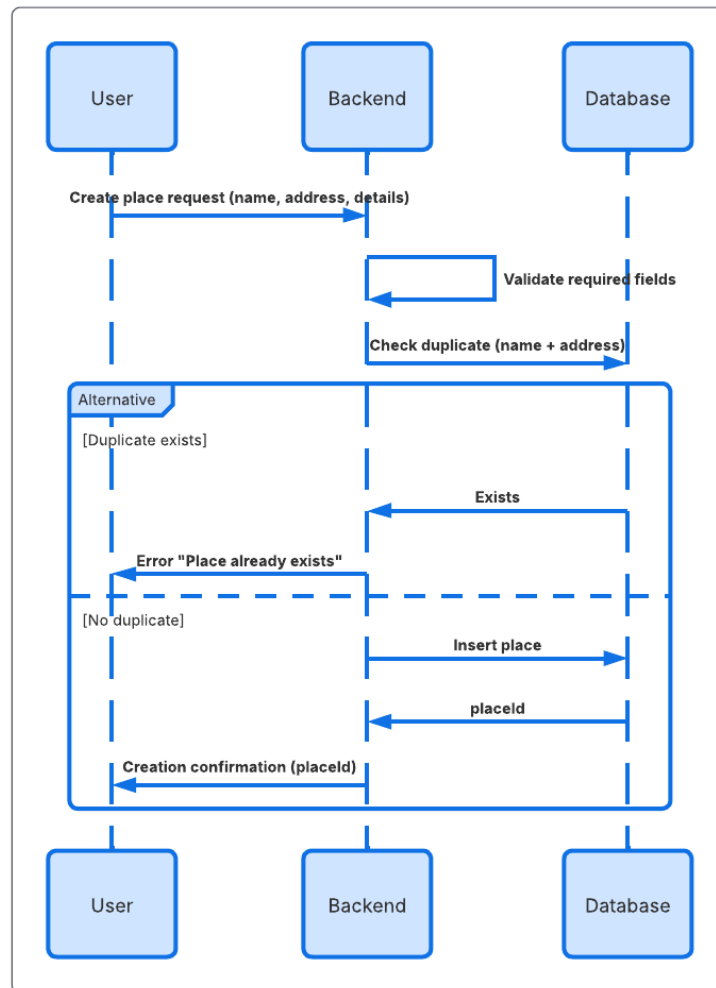 User
Backend
Database
Create place request (name, address, details)
Validate required fields
Check duplicate (name + address)
Alternative
[Duplicate exists]
Exists
Error "Place already exists"
[No duplicate]
Insert place
placeId
Creation confirmation (placeId)
User
Backend
Database